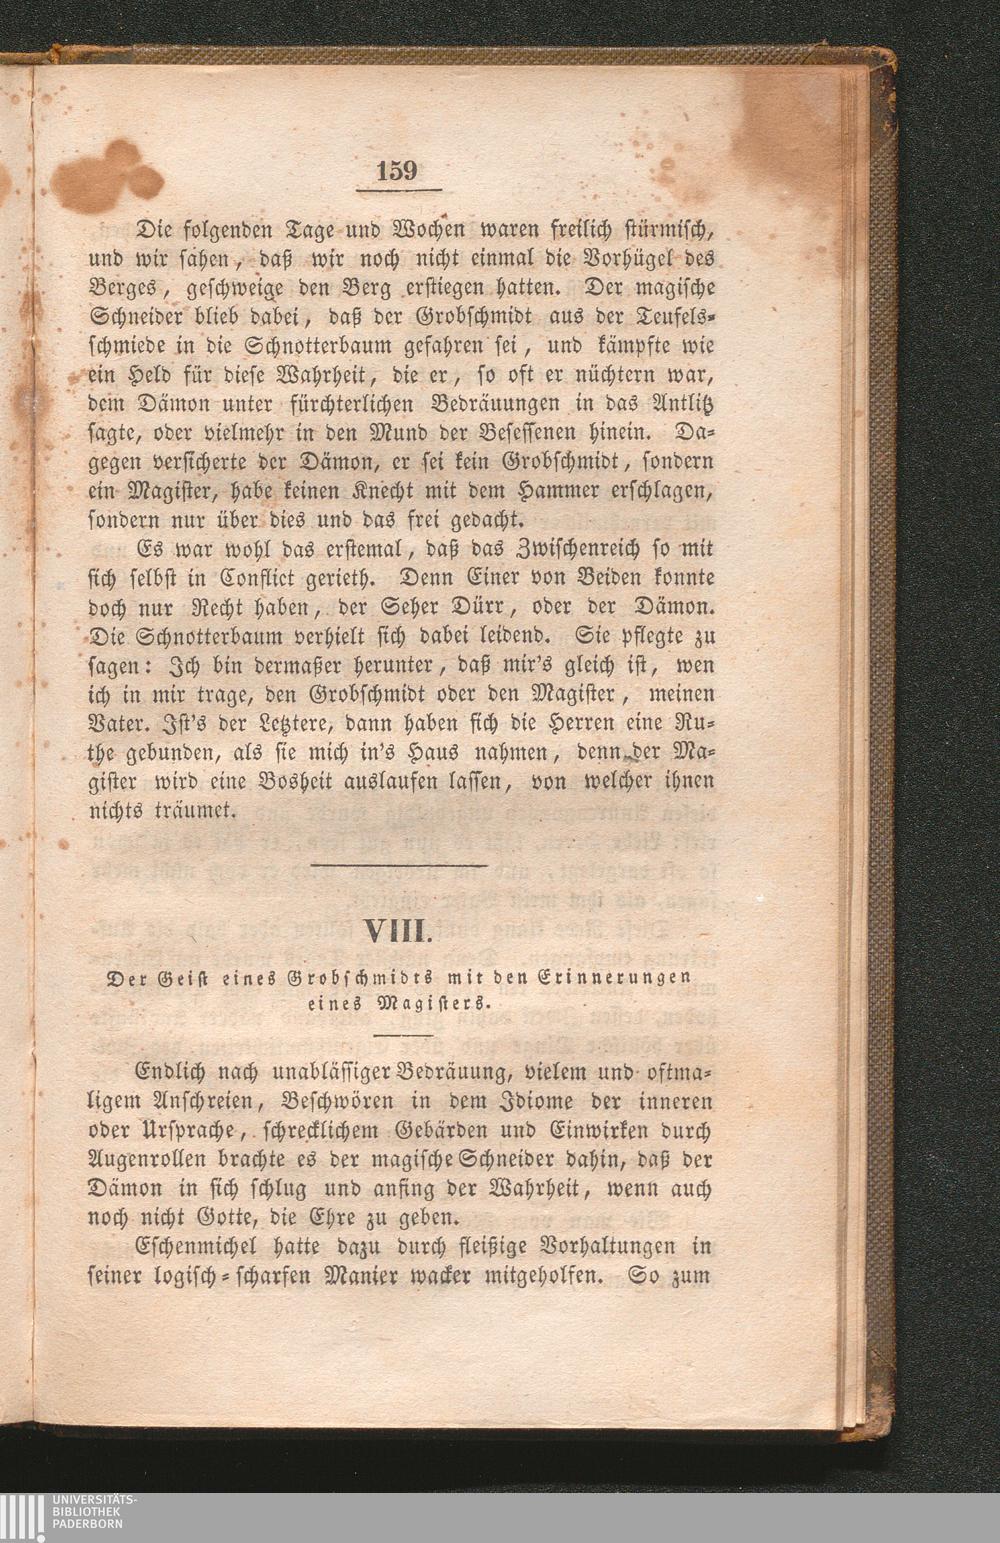 159
Die folgenden Tage und Wochen waren freilich stürmisch,
und wir sahen, daß wir noch nicht einmal die Vorhügel des
Berges, geschweige den Berg erstiegen hatten. Der magische
Schneider blieb dabei, daß der Grobschmidt aus der Teufels-
schmiede in die Schnotterbaum gefahren sei, und kämpfte wie
ein Held für diese Wahrheit, die er, so oft er nüchtern war,
dem Dämon unter fürchterlichen Bedräuungen in das Antlitz
sagte, oder vielmehr in den Mund der Besessenen hinein. Da-
gegen versicherte der Dämon, er sei kein Grobschmidt, sondern
ein Magister, habe keinen Knecht mit dem Hammer erschlagen,
sondern nur über dies und das frei gedacht.
Es war wohl das erstemal, daß das Zwischenreich so mit
sich selbst in Conflict gerieth. Denn Einer von Beiden konnte
doch nur Recht haben, der Seher Dürr, oder der Dämon.
Die Schnotterbaum verhielt sich dabei leidend. Sie pflegte zu
sagen: Ich bin dermaßer herunter, daß mir's gleich ist, wen
ich in mir trage, den Grobschmidt oder den Magister, meinen
Vater. Ist's der Letztere, dann haben sich die Herren eine Ru-
the gebunden, als sie mich in's Haus nahmen, denn der Ma-
gister wird eine Bosheit auslaufen lassen, von welcher ihnen
nichts träumet.
VIII.
Der Geist eines Grobschmidts mit den Erinnerungen
eines Magisters.
Endlich nach unablässiger Bedräuung, vielem und oftma-
ligem Anschreien, Beschwören in dem Idiome der inneren
oder Ursprache, schrecklichem Gebärden und Einwirken durch
Augenrollen brachte es der magische Schneider dahin, daß der
Dämon in sich schlug und anfing der Wahrheit, wenn auch
noch nicht Gotte, die Ehre zu geben.
Eschenmichel hatte dazu durch fleißige Vorhaltungen in
seiner logisch-scharfen Manier wacker mitgeholfen. So zum
UNIVERSITÄTS-
BIBLIOTHEK
PADERBORN